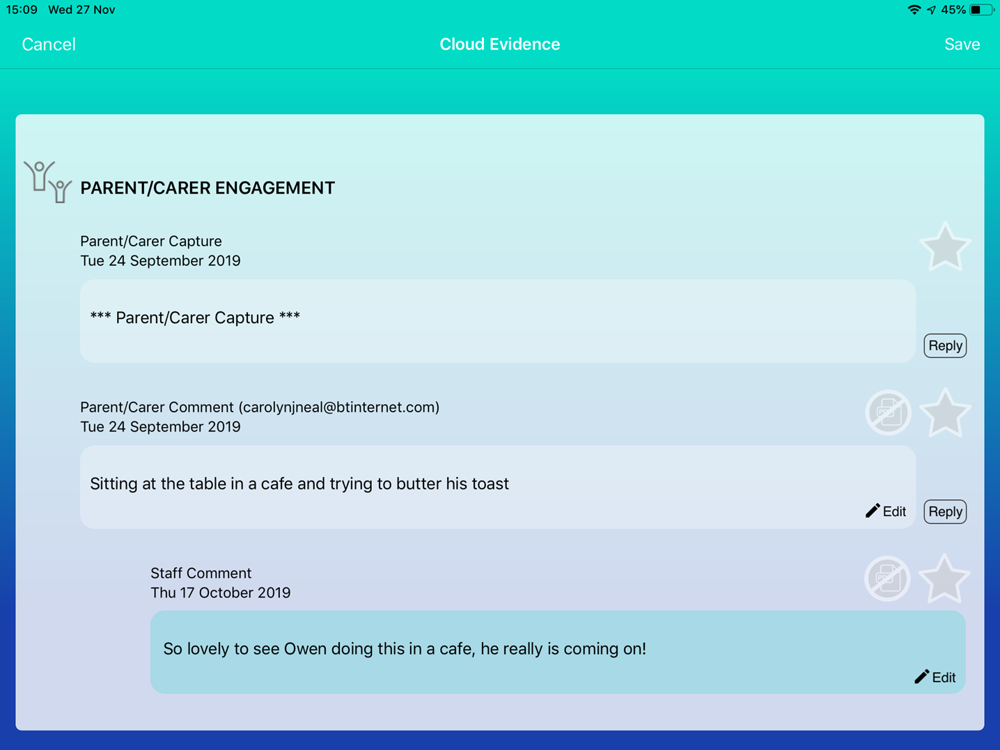 15:09 Wed 27 Nov 45%
Cancel Cloud Evidence Save
PARENT/CARER ENGAGEMENT
Parent/Carer Capture
Tue 24 September 2019
*** Parent/Carer Capture ***
Reply
Parent/Carer Comment (carolynjneal@btinternet.com)
Tue 24 September 2019
PDF
Sitting at the table in a cafe and trying to butter his toast
Edit Reply
Staff Comment
Thu 17 October 2019
PDF
So lovely to see Owen doing this in a cafe, he really is coming on!
Edit